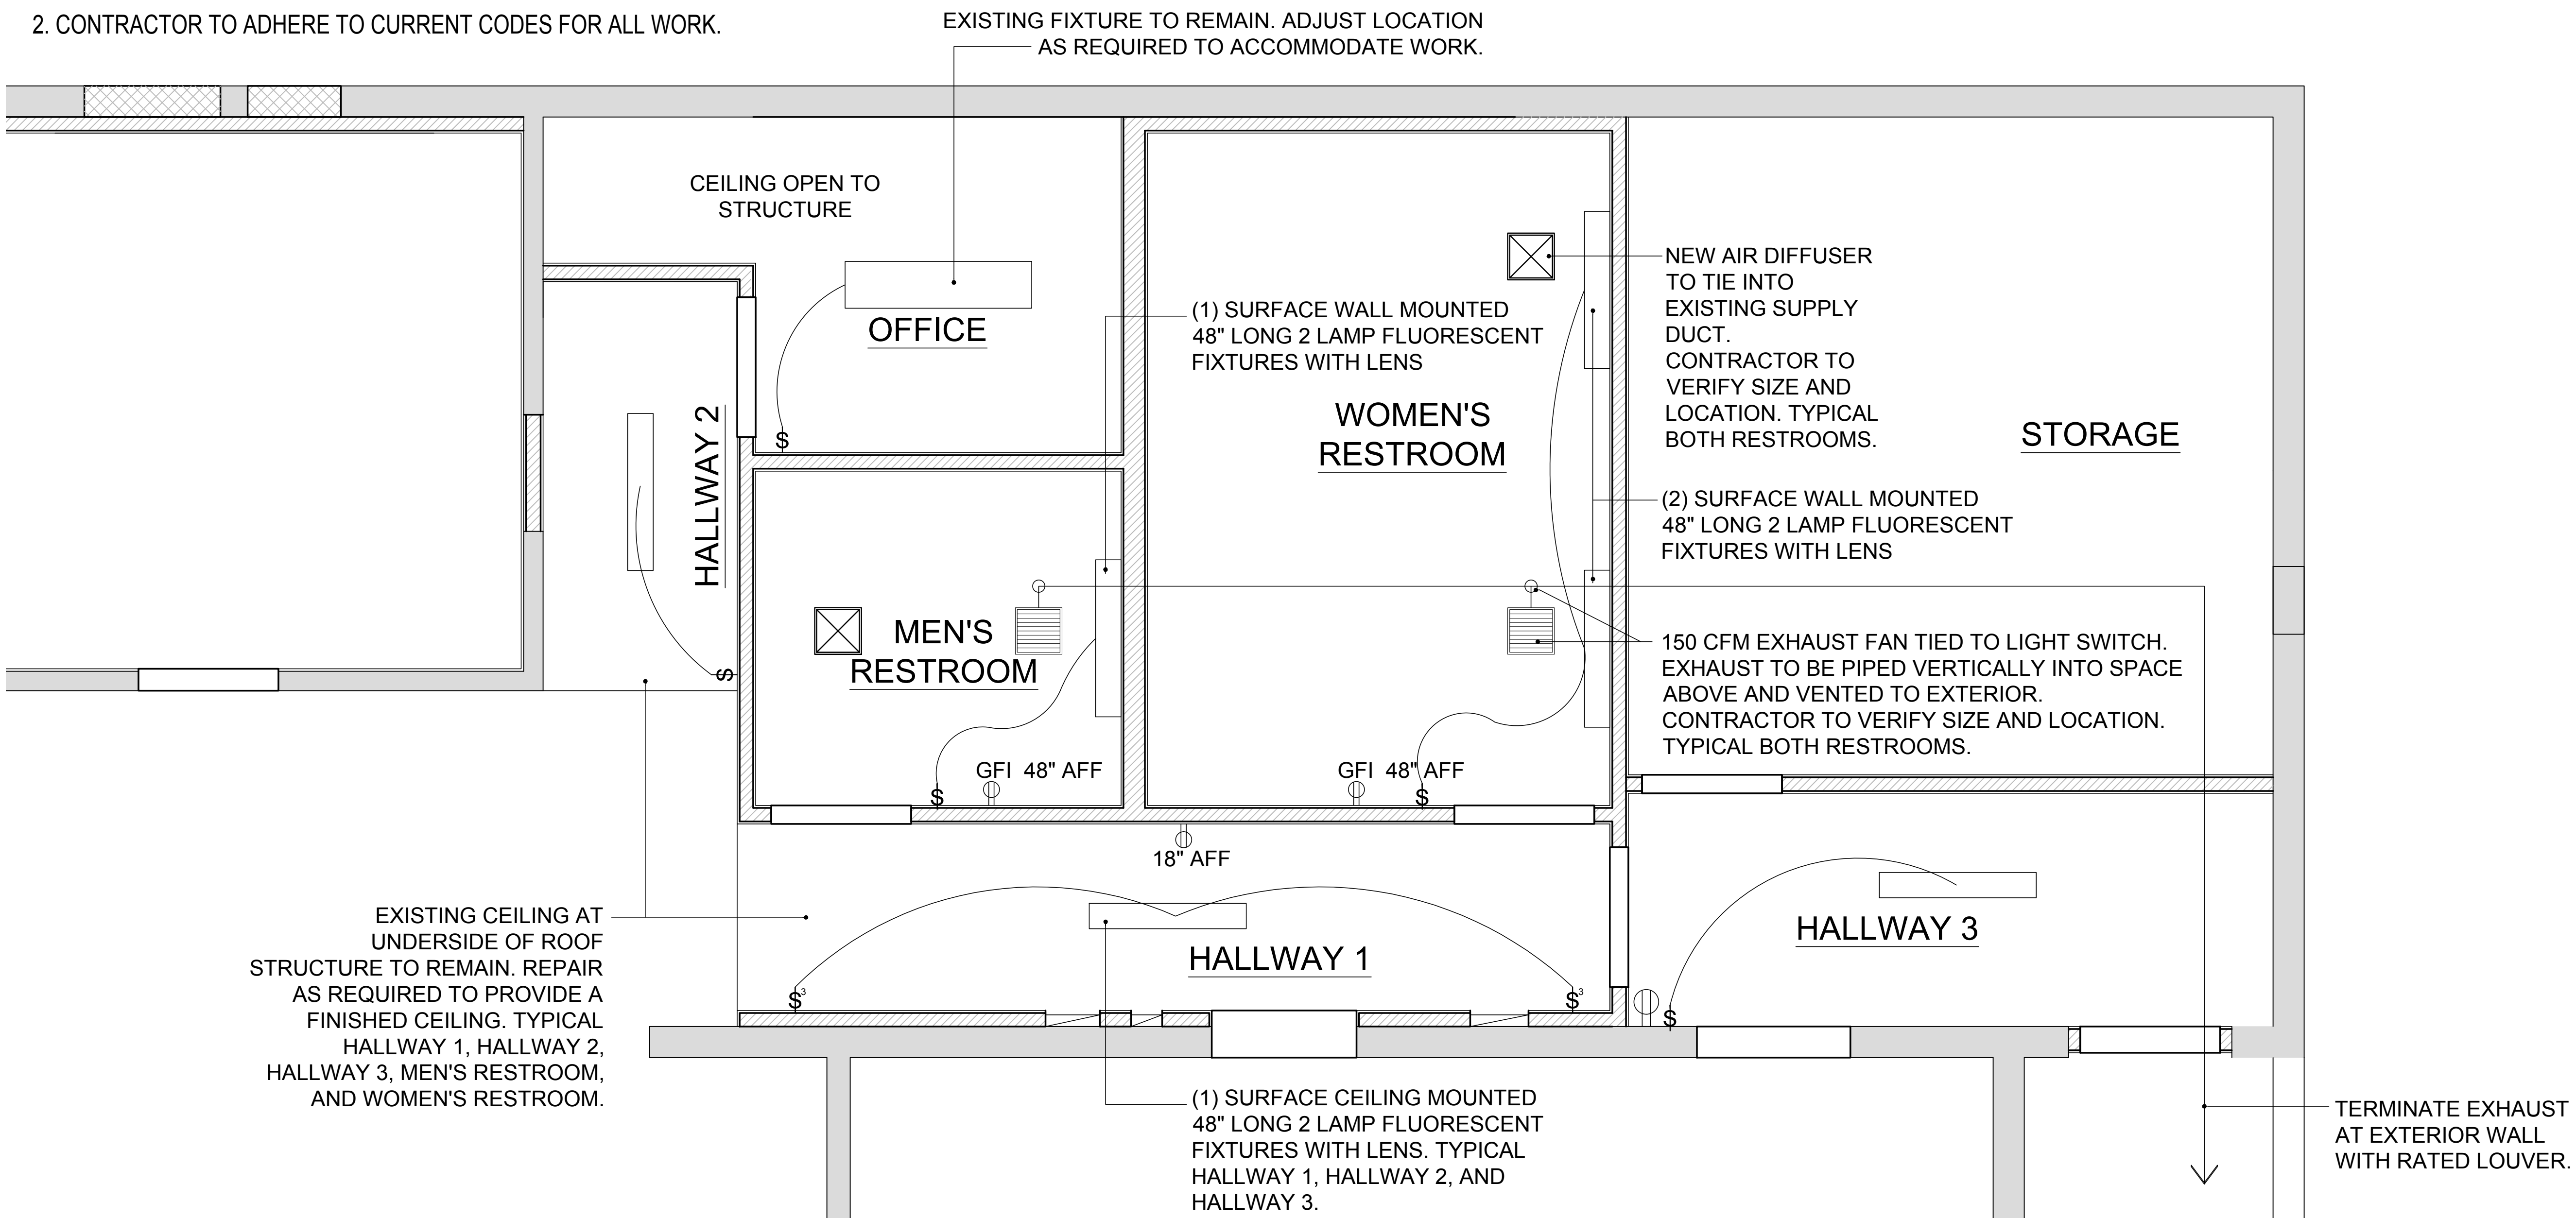 2. CONTRACTOR TO ADHERE TO CURRENT CODES FOR ALL WORK.
EXISTING FIXTURE TO REMAIN. ADJUST LOCATION
AS REQUIRED TO ACCOMMODATE WORK.
CEILING OPEN TO
STRUCTURE
OFFICE
$
HALLWAY 2
$
(1) SURFACE WALL MOUNTED
48" LONG 2 LAMP FLUORESCENT
FIXTURES WITH LENS
WOMEN'S
RESTROOM
NEW AIR DIFFUSER
TO TIE INTO
EXISTING SUPPLY
DUCT.
CONTRACTOR TO
VERIFY SIZE AND
LOCATION. TYPICAL
BOTH RESTROOMS.
STORAGE
(2) SURFACE WALL MOUNTED
48" LONG 2 LAMP FLUORESCENT
FIXTURES WITH LENS
MEN'S
RESTROOM
150 CFM EXHAUST FAN TIED TO LIGHT SWITCH.
EXHAUST TO BE PIPED VERTICALLY INTO SPACE
ABOVE AND VENTED TO EXTERIOR.
CONTRACTOR TO VERIFY SIZE AND LOCATION.
TYPICAL BOTH RESTROOMS.
GFI 48" AFF
$
GFI 48" AFF
$
18" AFF
EXISTING CEILING AT
UNDERSIDE OF ROOF
STRUCTURE TO REMAIN. REPAIR
AS REQUIRED TO PROVIDE A
FINISHED CEILING. TYPICAL
HALLWAY 1, HALLWAY 2,
HALLWAY 3, MEN'S RESTROOM,
AND WOMEN'S RESTROOM.
HALLWAY 1
$3
$3
HALLWAY 3
$
(1) SURFACE CEILING MOUNTED
48" LONG 2 LAMP FLUORESCENT
FIXTURES WITH LENS. TYPICAL
HALLWAY 1, HALLWAY 2, AND
HALLWAY 3.
TERMINATE EXHAUST
AT EXTERIOR WALL
WITH RATED LOUVER.